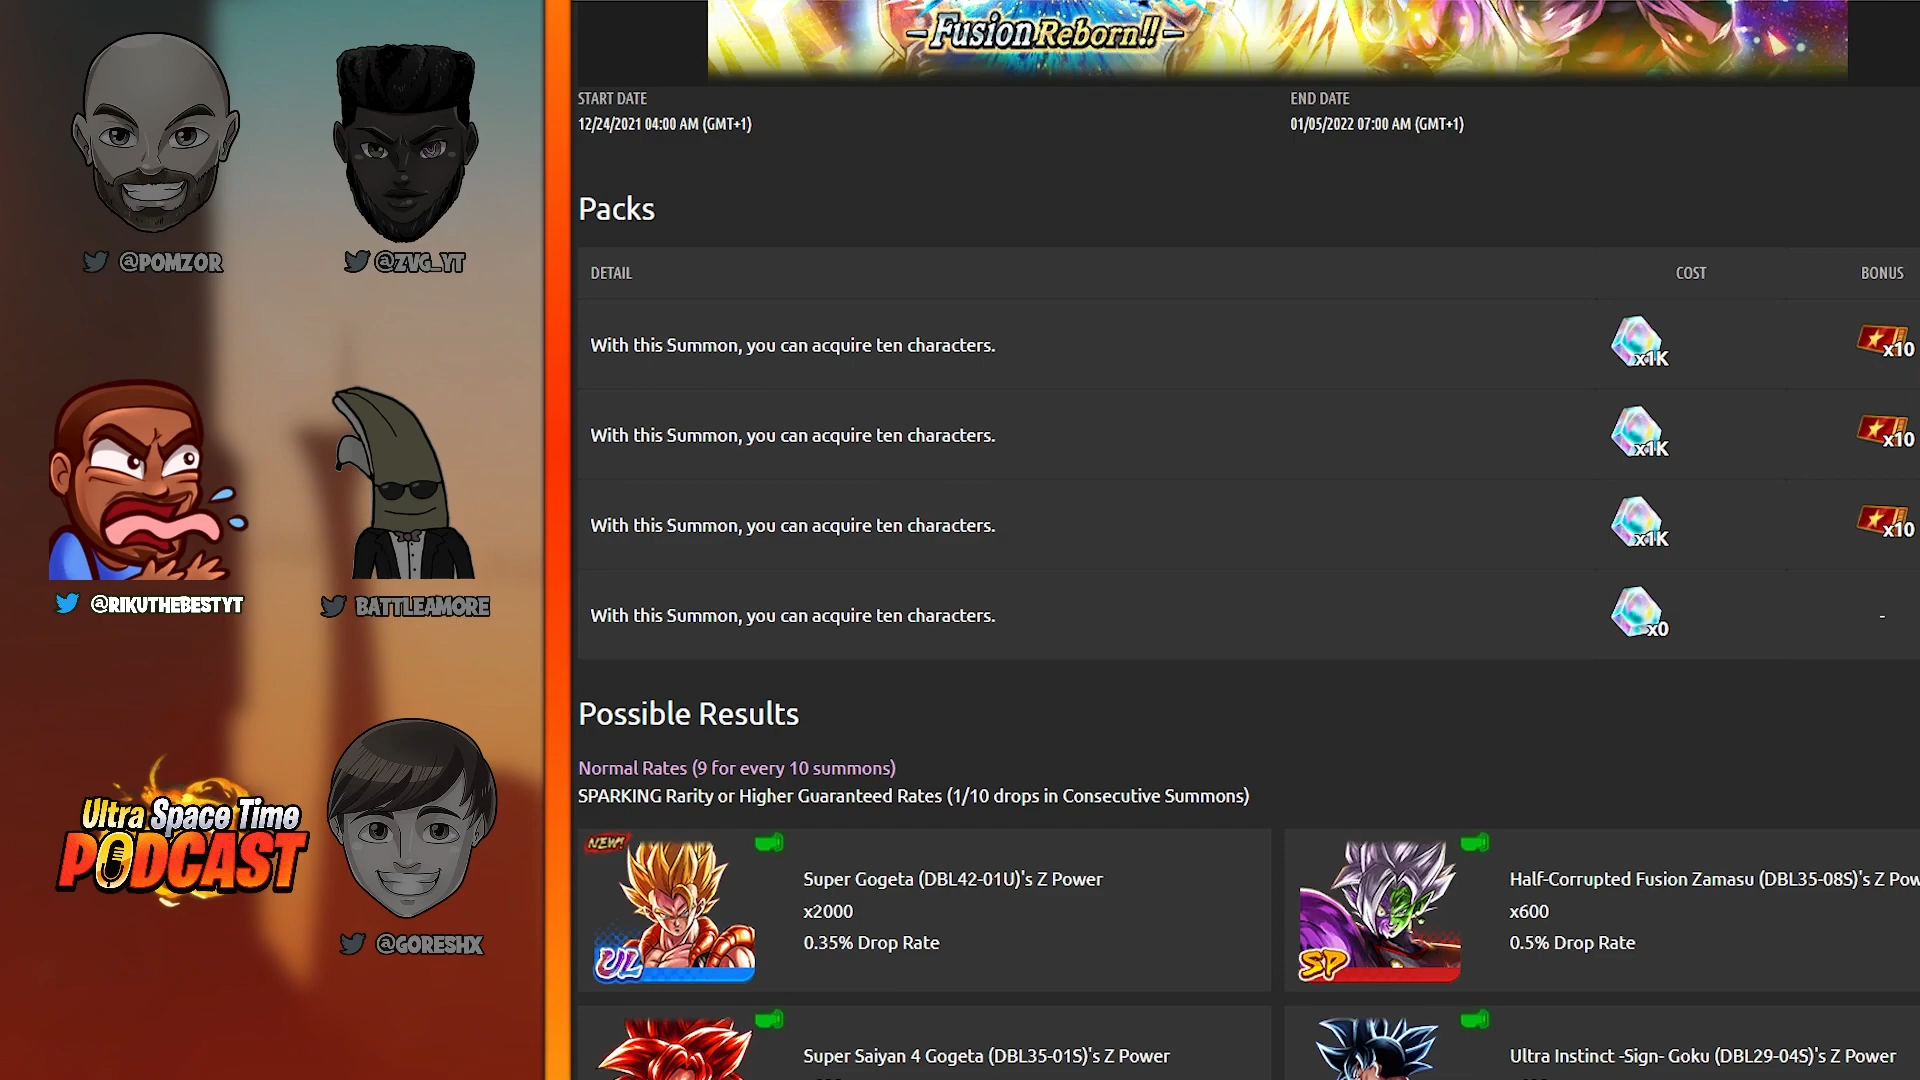 @POMZOR
@ZVG_YT
@RIKUTHEBESTYT
BATTLEAMORE
Ultra Space Time
PODCAST
@GORESHX
-Fusion Reborn!!-
START DATE
12/24/2021 04:00 AM (GMT+1)
END DATE
01/05/2022 07:00 AM (GMT+1)
Packs
DETAIL COST BONUS
With this Summon, you can acquire ten characters. x1K x10
With this Summon, you can acquire ten characters. x1K x10
With this Summon, you can acquire ten characters. x1K x10
With this Summon, you can acquire ten characters. x0 -
Possible Results
Normal Rates (9 for every 10 summons)
SPARKING Rarity or Higher Guaranteed Rates (1/10 drops in Consecutive Summons)
NEW!
UL
Super Gogeta (DBL42-01U)'s Z Power
x2000
0.35% Drop Rate
SP
Half-Corrupted Fusion Zamasu (DBL35-08S)'s Z Pow
x600
0.5% Drop Rate
Super Saiyan 4 Gogeta (DBL35-01S)'s Z Power
Ultra Instinct -Sign- Goku (DBL29-04S)'s Z Power